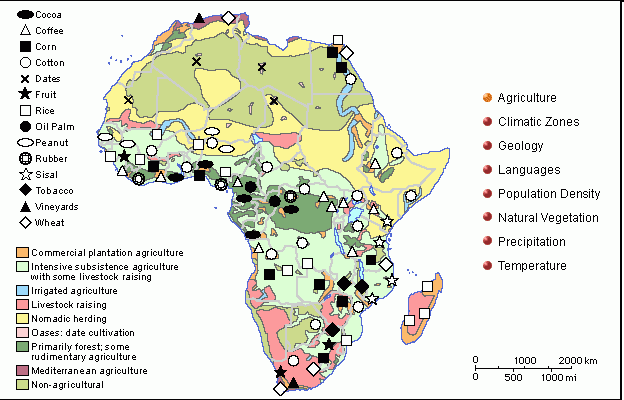 Cocoa
Coffee
Corn
Cotton
Dates
Fruit
Rice
Oil Palm
Peanut
Rubber
Sisal
Tobacco
Vineyards
Wheat
Commercial plantation agriculture
Intensive subsistence agriculture
with some livestock raising
Irrigated agriculture
Livestock raising
Nomadic herding
Oases: date cultivation
Primarily forest; some
rudimentary agriculture
Mediterranean agriculture
Non-agricultural
Agriculture
Climatic Zones
Geology
Languages
Population Density
Natural Vegetation
Precipitation
Temperature
0 1000 2000 km
0 500 1000 mi